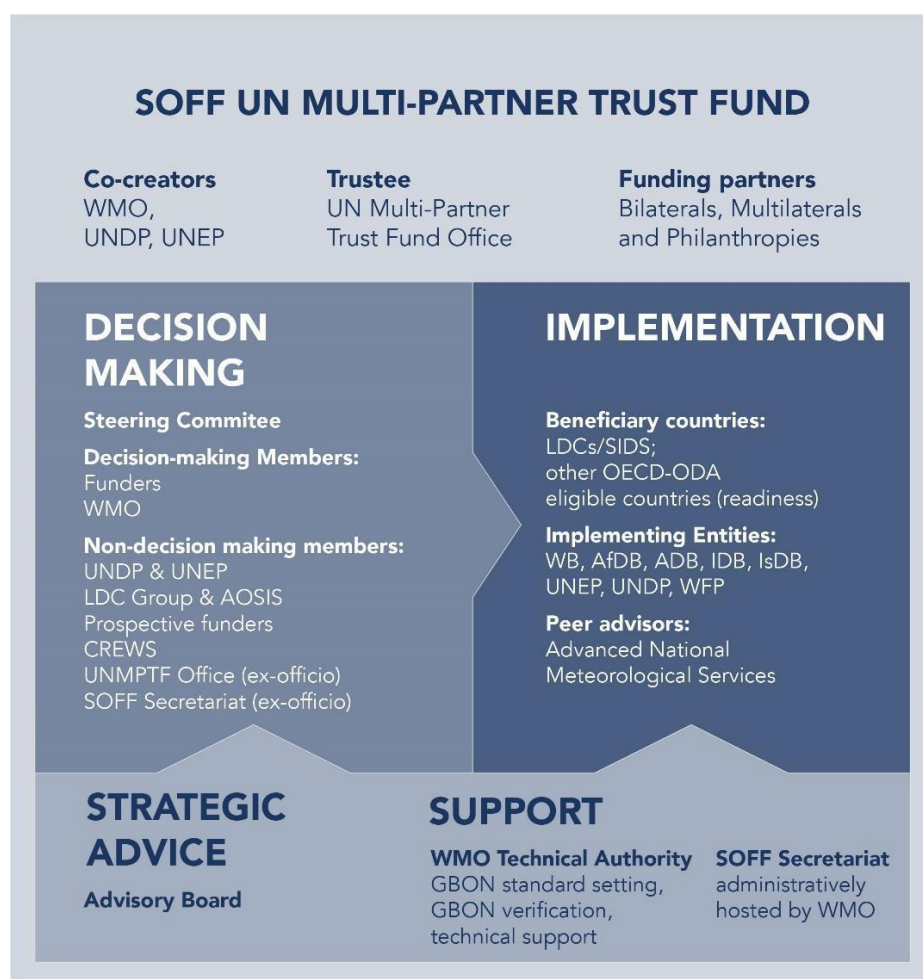 SOFF UN MULTI-PARTNER TRUST FUND
Co-creators
WMO,
UNDP, UNEP
Trustee
UN Multi-Partner
Trust Fund Office
Funding partners
Bilaterals, Multilaterals
and Philanthropies
DECISION
MAKING
Steering Commitee
Decision-making Members:
Funders
WMO
Non-decision making members:
UNDP & UNEP
LDC Group & AOSIS
Prospective funders
CREWS
UNMPTF Office (ex-officio)
SOFF Secretariat (ex-officio)
IMPLEMENTATION
Beneficiary countries:
LDCs/SIDS;
other OECD-ODA
eligible countries (readiness)
Implementing Entities:
WB, AfDB, ADB, IDB, IsDB,
UNEP, UNDP, WFP
Peer advisors:
Advanced National
Meteorological Services
STRATEGIC
ADVICE
Advisory Board
SUPPORT
WMO Technical Authority
GBON standard setting,
GBON verification,
technical support
SOFF Secretariat
administratively
hosted by WMO